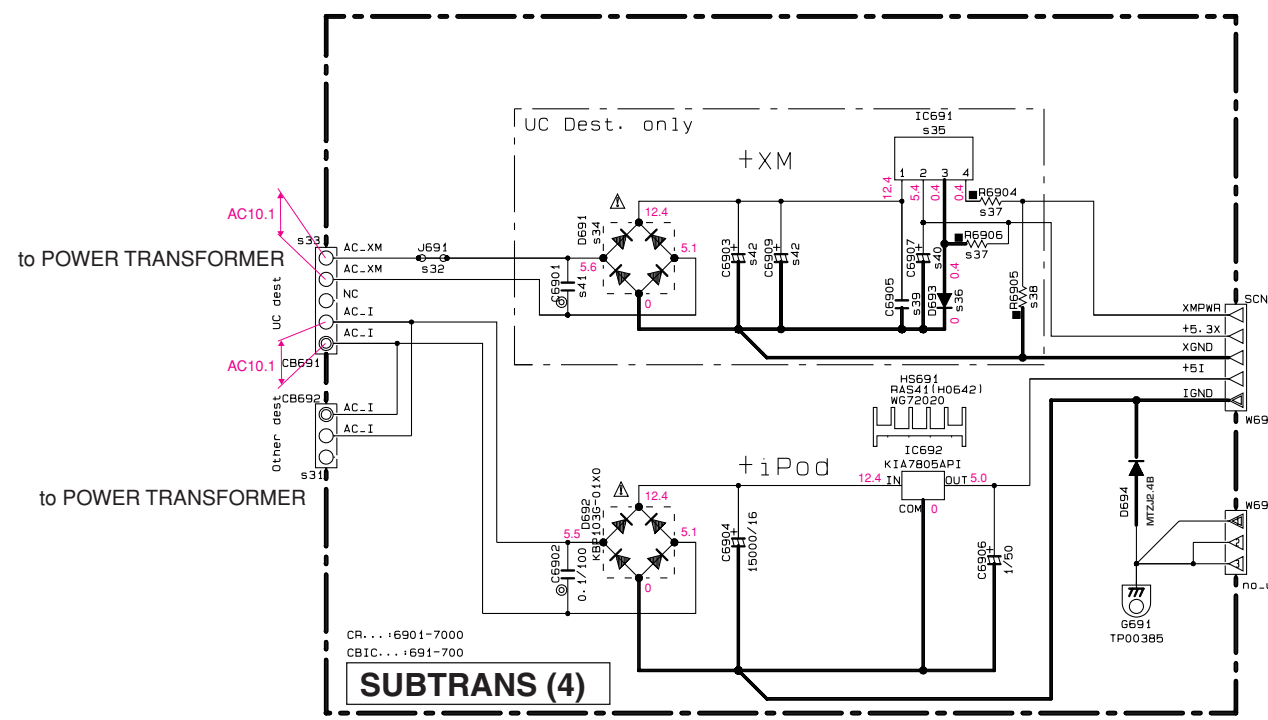 UC Dest. only
+XM
IC691
s35
1 2 3 4
12.4
5.4
0.4
0.4
R6904
s37
R6906
s37
AC10.1
to POWER TRANSFORMER
s33
AC_XM
J691
s32
AC_XM
NC
AC_I
AC_I
UC dest
CB691
AC10.1
C6901
s41
D691
s34
12.4
5.6
5.1
0
C6903
s42
C6909
s42
C6905
s39
C6907
s40
0.4
D693
s36
0
R6905
s38
SCN
XMPWR
+5.3X
XGND
+5I
IGND
W69
CB692
Other dest
AC_I
AC_I
s31
to POWER TRANSFORMER
HS691
RAS41(H0642)
WG72020
+iPod
IC692
KIA7805API
12.4
IN
OUT
5.0
COM
0
C6902
0.1/100
D692
KBP103G-01X0
12.4
5.5
5.1
0
C6904
15000/16
C6906
1/50
D694
MTZJ2.4B
W69
2
1
no_
G691
TP00385
CR...:6901-7000
CBIC...:691-700
SUBTRANS (4)